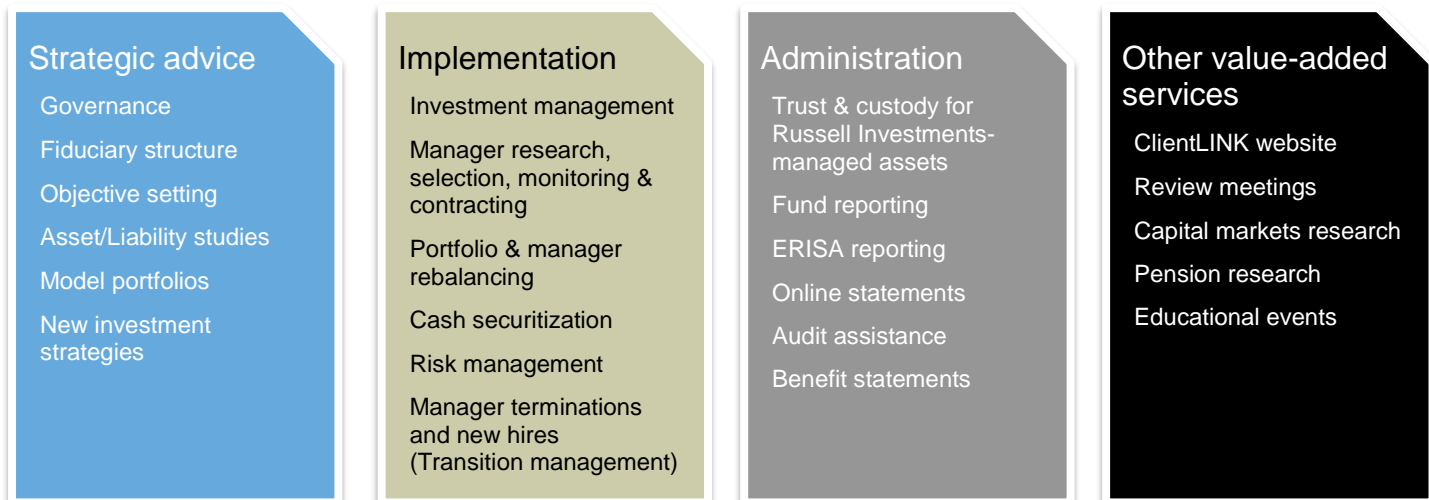 Strategic advice
Governance
Fiduciary structure
Objective setting
Asset/Liability studies
Model portfolios
New investment
strategies
Implementation
Investment management
Manager research,
selection, monitoring &
contracting
Portfolio & manager
rebalancing
Cash securitization
Risk management
Manager terminations
and new hires
(Transition management)
Administration
Trust & custody for
Russell Investments-
managed assets
Fund reporting
ERISA reporting
Online statements
Audit assistance
Benefit statements
Other value-added
services
ClientLINK website
Review meetings
Capital markets research
Pension research
Educational events